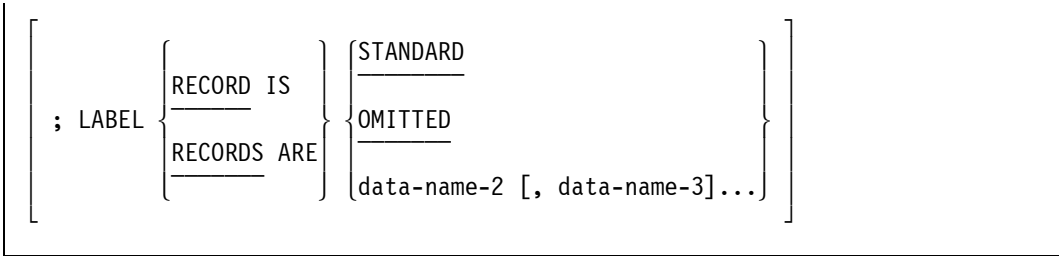 STANDARD
RECORD IS
; LABEL OMITTED
RECORDS ARE
data-name-2 [, data-name-3]...